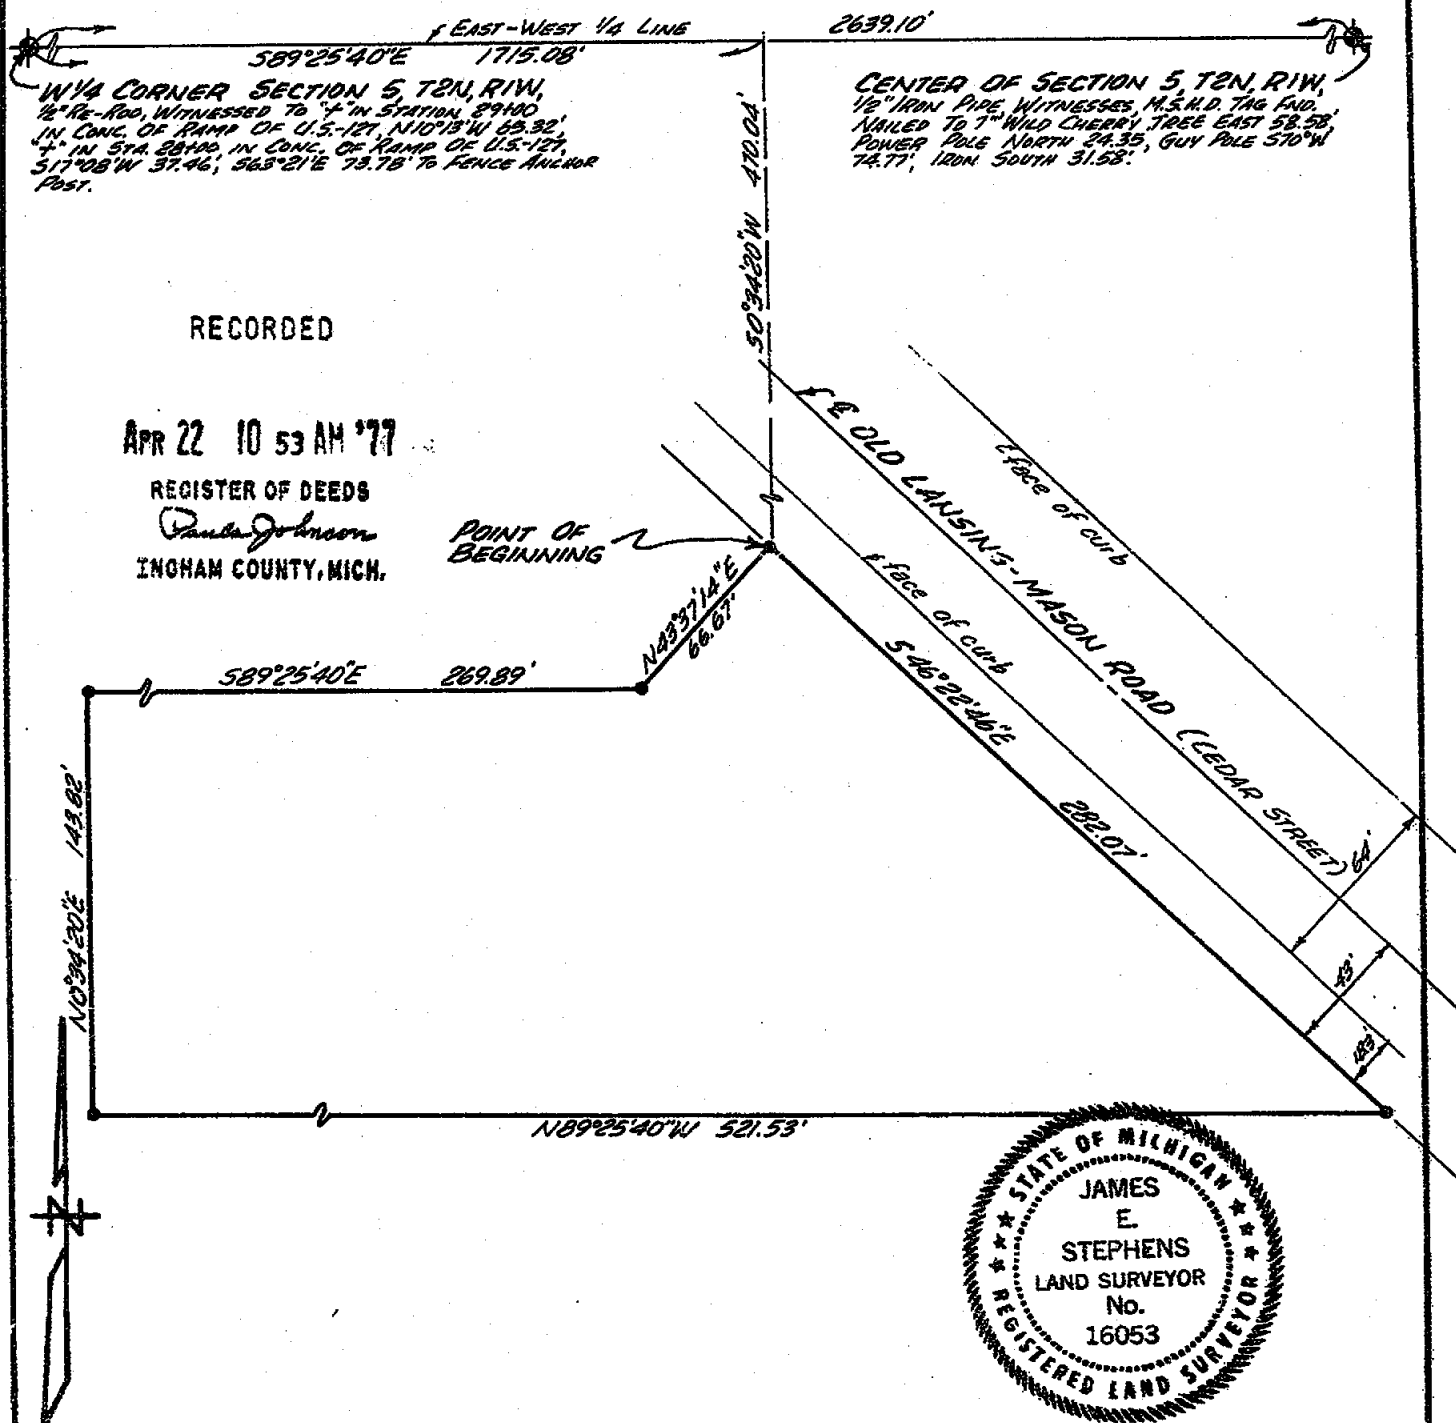 EAST-WEST 1/4 LINE
2639.10'
S89°25'40"E 1715.08'
W 1/4 CORNER SECTION 5, T2N, R1W,
1/2" RE-ROD, WITNESSED TO "+" IN STATION 29+00
IN CONC. OF RAMP OF U.S.-127, N10°13'W 65.32',
"+" IN STA. 28+00 IN CONC. OF RAMP OF U.S.-127,
S17°08'W 37.46', S63°21'E 73.78' TO FENCE ANCHOR
POST.
CENTER OF SECTION 5, T2N, R1W,
1/2" IRON PIPE, WITNESSES, M.S.H.D. TAG FND.
NAILED TO 7" WILD CHERRY TREE EAST 58.58',
POWER POLE NORTH 24.35, GUY POLE S70°W
74.77', IRON SOUTH 31.58'.
S0°34'20"W 470.04'
RECORDED
APR 22 10 53 AM '77
REGISTER OF DEEDS
Paula Johnson
INGHAM COUNTY, MICH.
POINT OF
BEGINNING
℄ OLD LANSING-MASON ROAD (CEDAR STREET)
face of curb
face of curb
N43°37'14"E
66.67'
S89°25'40"E 269.89'
S46°22'46"E
282.07'
64'
43'
183'
N0°34'20"E 143.82'
N89°25'40"W 521.53'
N
STATE OF MICHIGAN
JAMES
E.
STEPHENS
LAND SURVEYOR
No.
16053
REGISTERED LAND SURVEYOR